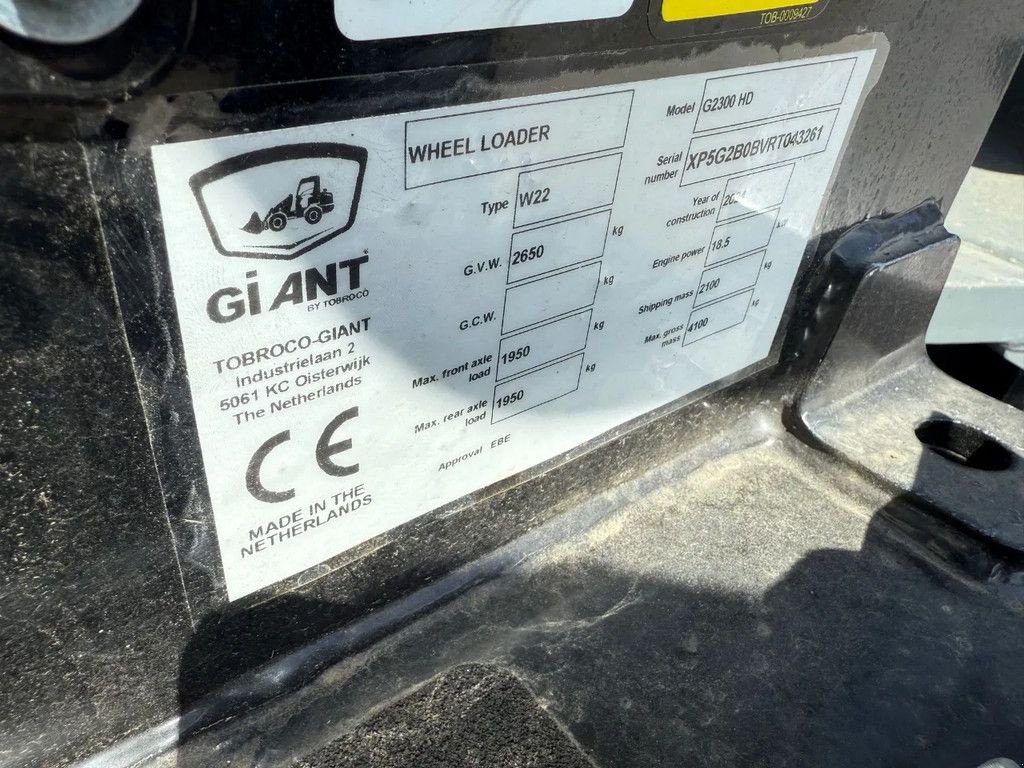 TOB-0009427
GiANT
BY TOBROCO
TOBROCO-GIANT
Industrielaan 2
5061 KC Oisterwijk
The Netherlands
CE
MADE IN THE
NETHERLANDS
WHEEL LOADER
Type W22
G.V.W. 2650 kg
G.C.W. kg
Max. front axle
load 1950 kg
Max. rear axle
load 1950 kg
Approval EBE
Model G2300 HD
Serial
number XP5G2B0BVRT043261
Year of
construction
Engine power 18.5
Shipping mass 2100 kg
Max. gross
mass 4100 kg